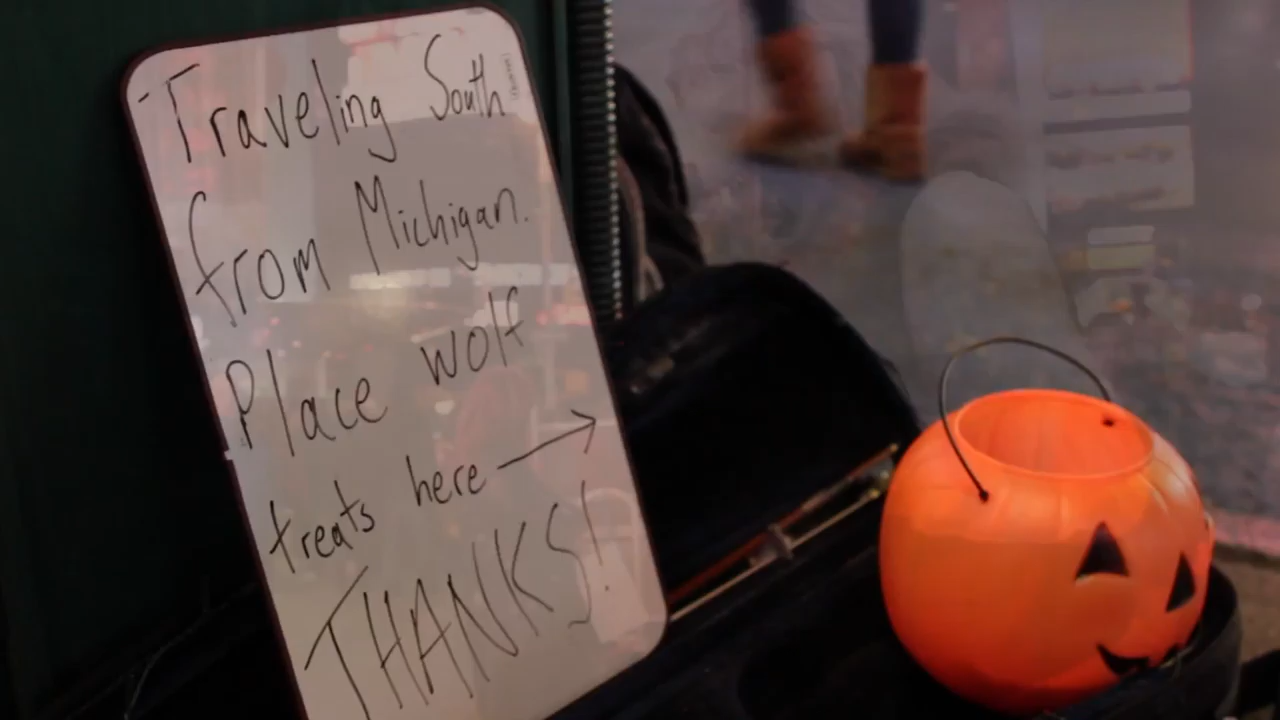 -Traveling South
from Michigan.
Place wolf
treats here →
THANKS!